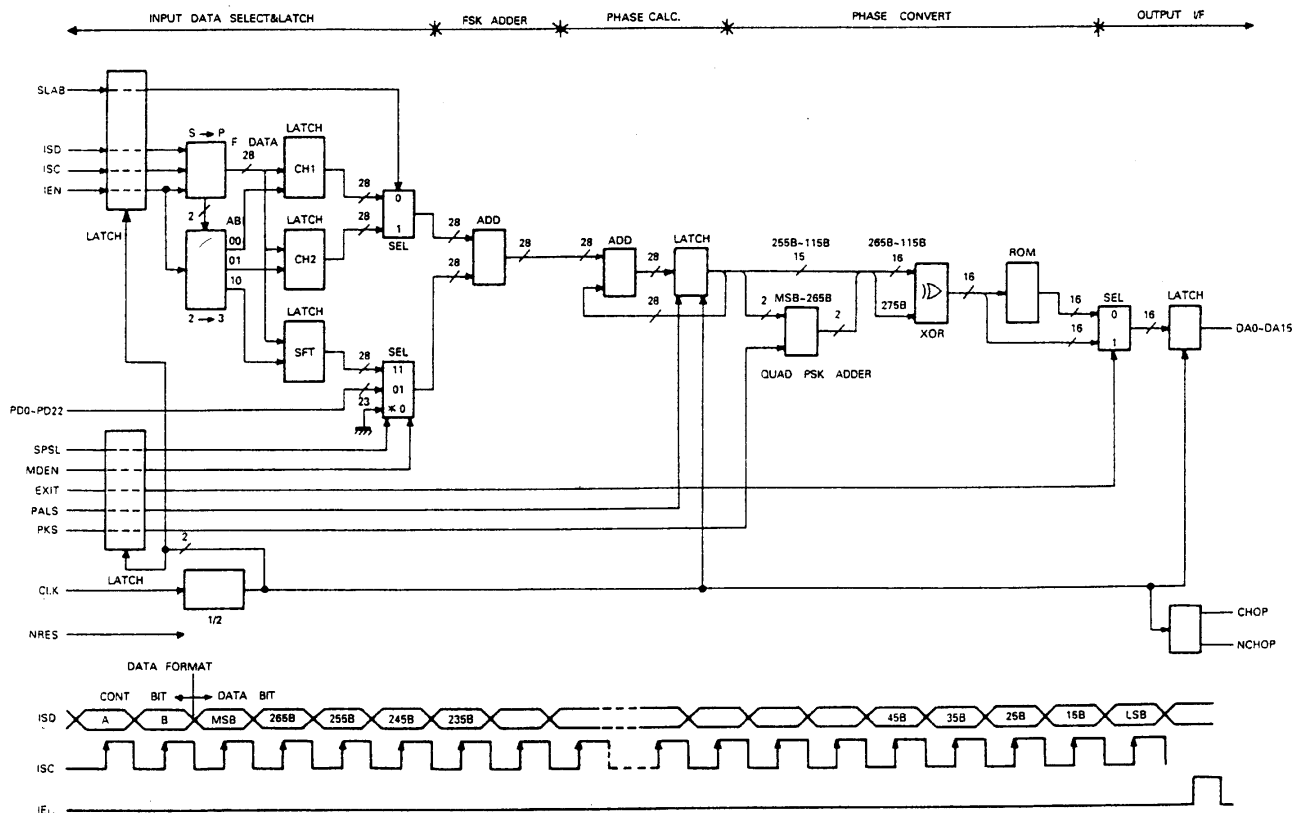 INPUT DATA SELECT&LATCH
FSK ADDER
PHASE CALC.
PHASE CONVERT
OUTPUT I/F
SLAB
S → P
F DATA
28
LATCH
ISD
ISC
IEN
CH1
28
0
2
ABI
00
LATCH
LATCH
28
1
SEL
28
ADD
28
28
ADD
LATCH
28
255B~115B
15
265B~115B
16
ROM
01
CH2
10
28
28
MSB~265B
2
2
275B
XOR
16
16
SEL
0
16
1
16
LATCH
DA0~DA15
2 → 3
LATCH
SFT
28
SEL
11
01
* 0
23
QUAD PSK ADDER
PD0~PD22
SPSL
MDEN
EXIT
PALS
PKS
2
LATCH
CLK
1/2
NRES
CHOP
NCHOP
DATA FORMAT
CONT BIT DATA BIT
ISD
A
B
MSB
265B
255B
245B
235B
45B
35B
25B
15B
LSB
ISC